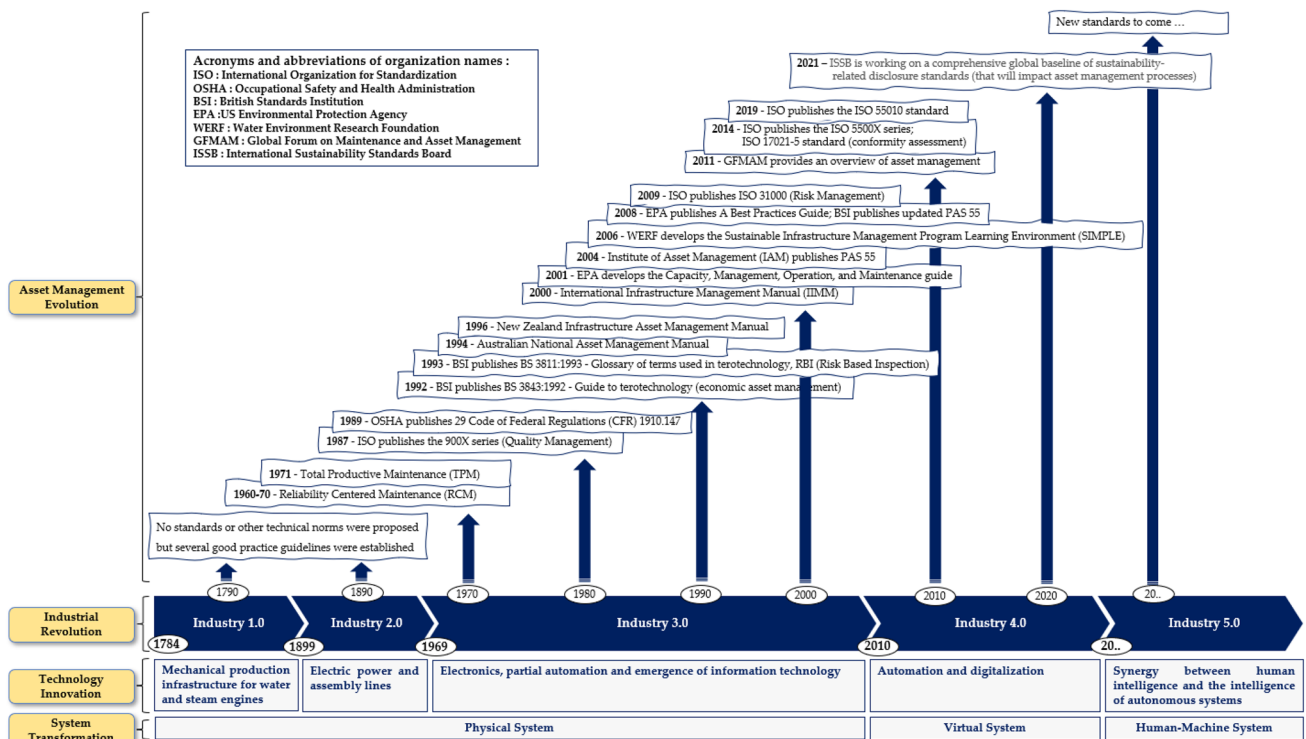 New standards to come …
2021 – ISSB is working on a comprehensive global baseline of sustainability-
related disclosure standards (that will impact asset management processes)
Acronyms and abbreviations of organization names :
ISO : International Organization for Standardization
OSHA : Occupational Safety and Health Administration
BSI : British Standards Institution
EPA :US Environmental Protection Agency
WERF : Water Environment Research Foundation
GFMAM : Global Forum on Maintenance and Asset Management
ISSB : International Sustainability Standards Board
2019 - ISO publishes the ISO 55010 standard
2014 - ISO publishes the ISO 5500X series;
ISO 17021-5 standard (conformity assessment)
2011 - GFMAM provides an overview of asset management
2009 - ISO publishes ISO 31000 (Risk Management)
2008 - EPA publishes A Best Practices Guide; BSI publishes updated PAS 55
2006 - WERF develops the Sustainable Infrastructure Management Program Learning Environment (SIMPLE)
2004 - Institute of Asset Management (IAM) publishes PAS 55
2001 - EPA develops the Capacity, Management, Operation, and Maintenance guide
2000 - International Infrastructure Management Manual (IIMM)
Asset Management
Evolution
1996 - New Zealand Infrastructure Asset Management Manual
1994 - Australian National Asset Management Manual
1993 - BSI publishes BS 3811:1993 - Glossary of terms used in terotechnology, RBI (Risk Based Inspection)
1992 - BSI publishes BS 3843:1992 - Guide to terotechnology (economic asset management)
1989 - OSHA publishes 29 Code of Federal Regulations (CFR) 1910.147
1987 - ISO publishes the 900X series (Quality Management)
1971 - Total Productive Maintenance (TPM)
1960-70 - Reliability Centered Maintenance (RCM)
No standards or other technical norms were proposed
but several good practice guidelines were established
1790
1890
1970
1980
1990
2000
2010
2020
20..
Industrial
Revolution
Industry 1.0
Industry 2.0
Industry 3.0
Industry 4.0
Industry 5.0
1784
1899
1969
2010
20..
Technology
Innovation
Mechanical production
infrastructure for water
and steam engines
Electric power and
assembly lines
Electronics, partial automation and emergence of information technology
Automation and digitalization
Synergy between human
intelligence and the intelligence
of autonomous systems
System
Transformation
Physical System
Virtual System
Human-Machine System